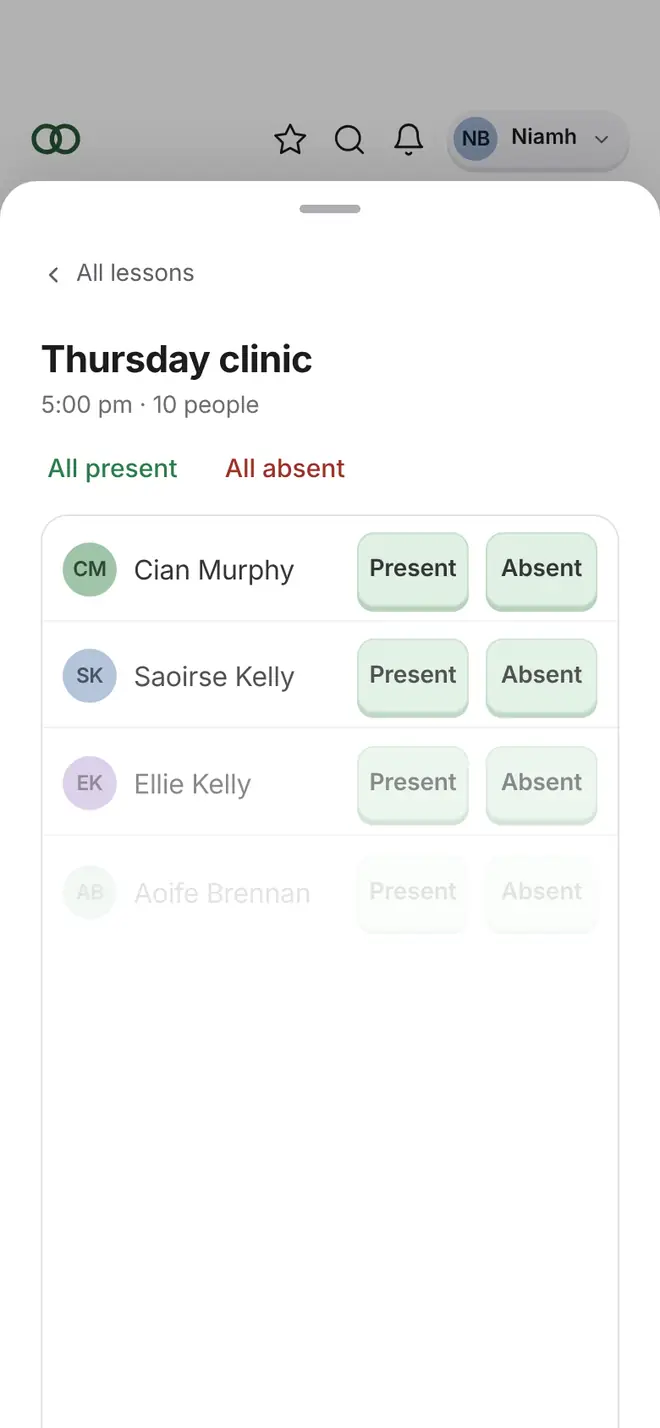 NB Niamh
All lessons
Thursday clinic
5:00 pm · 10 people
All present All absent
CM Cian Murphy Present Absent
SK Saoirse Kelly Present Absent
EK Ellie Kelly Present Absent
AB Aoife Brennan Present Absent